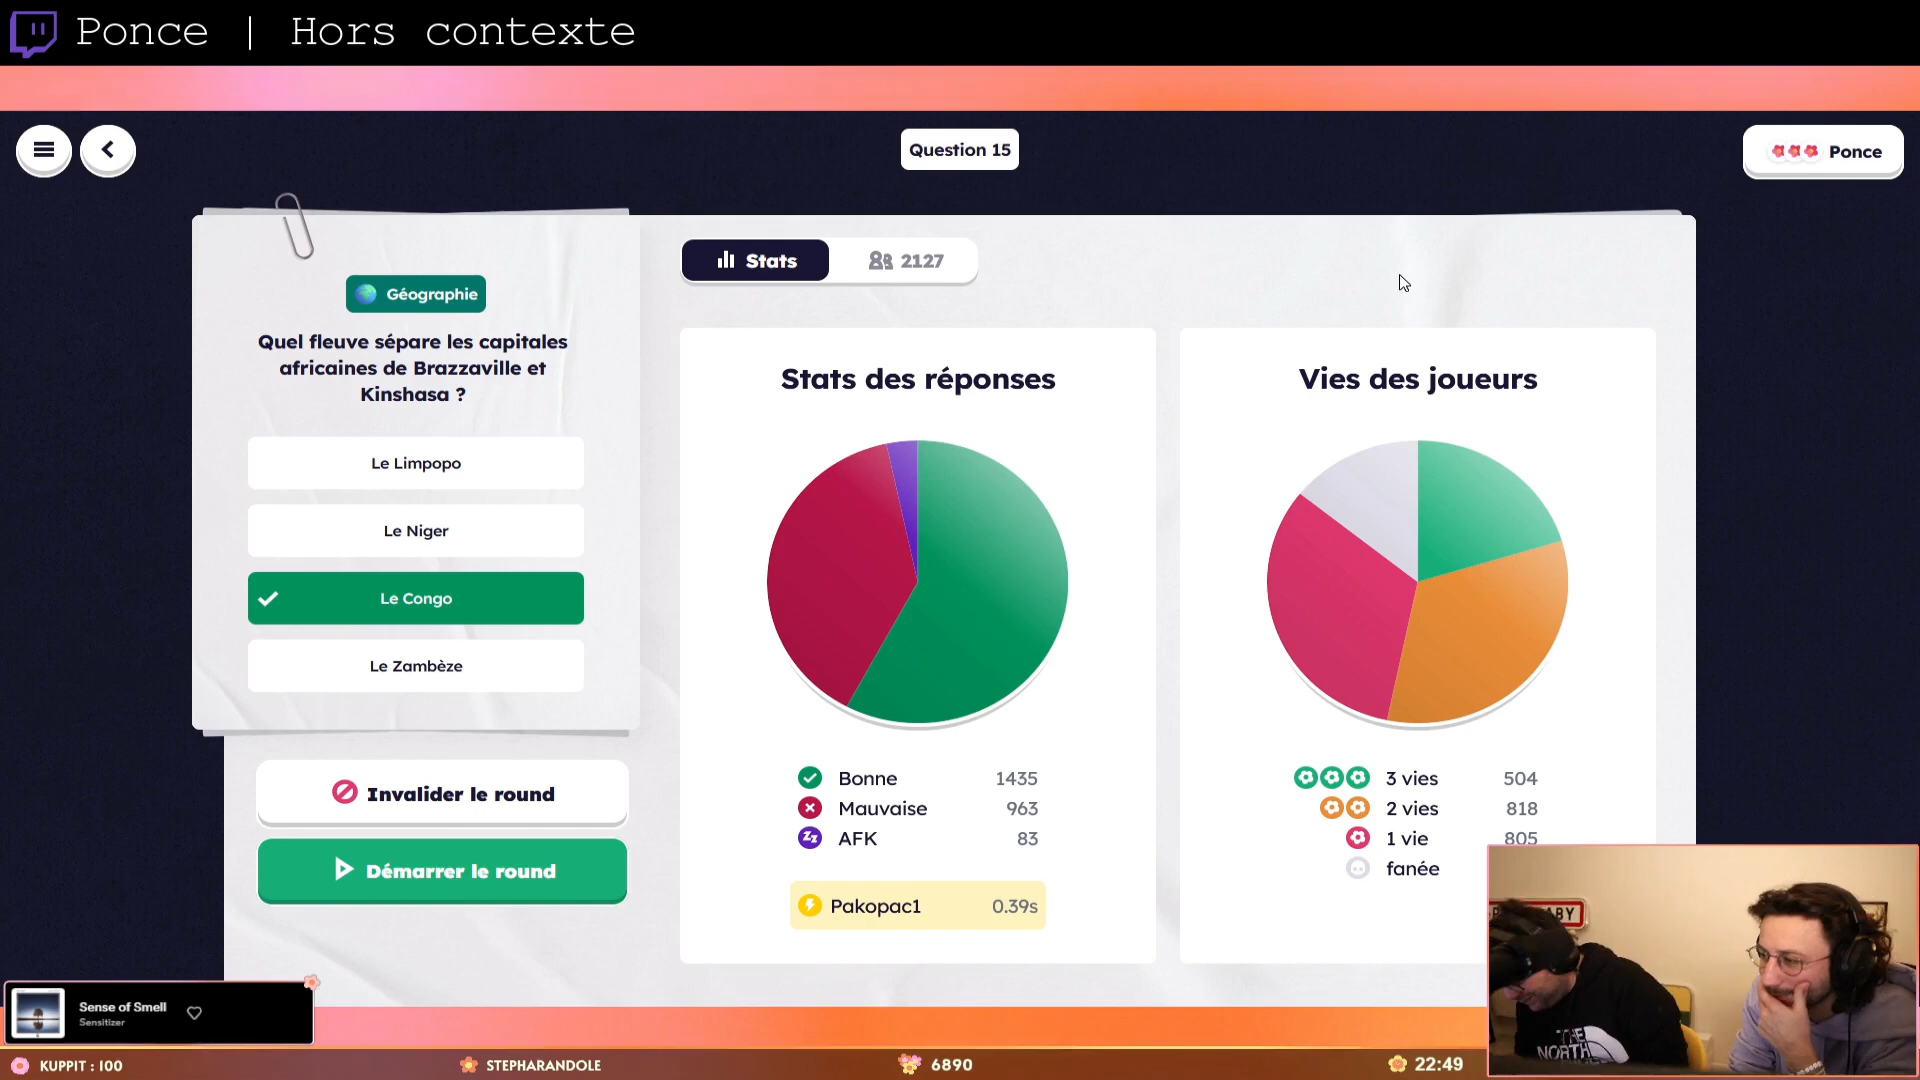 Ponce | Hors contexte
Question 15
Ponce
Stats
2127
Géographie
Quel fleuve sépare les capitales
africaines de Brazzaville et
Kinshasa ?
Le Limpopo
Le Niger
Le Congo
Le Zambèze
Invalider le round
Démarrer le round
Stats des réponses
Bonne 1435
Mauvaise 963
AFK 83
Pakopac1 0.39s
Vies des joueurs
3 vies 504
2 vies 818
1 vie 805
fanée
Sense of Smell
Sensitizer
KUPPIT : 100
STEPHARANDOLE
6890
22:49
THE
NORTH